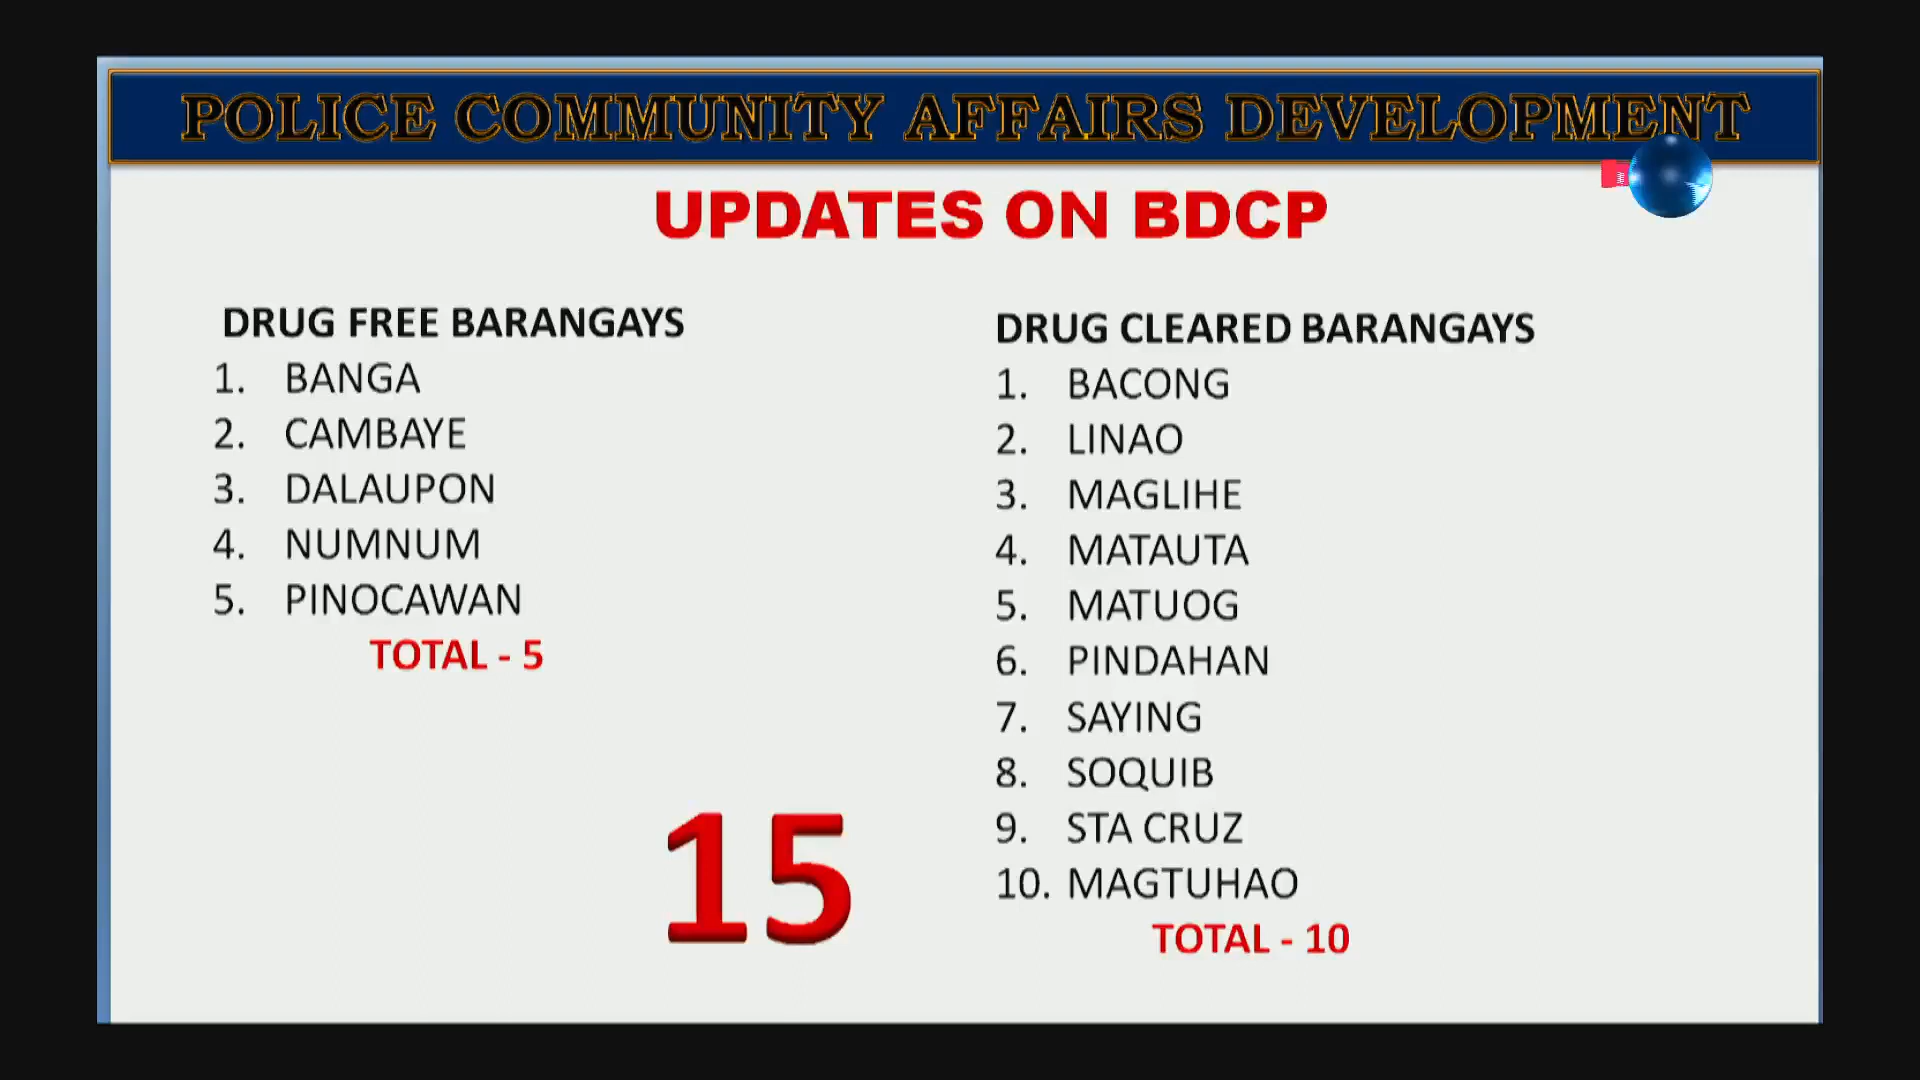 POLICE COMMUNITY AFFAIRS DEVELOPMENT
UPDATES ON BDCP
DRUG FREE BARANGAYS
1. BANGA
2. CAMBAYE
3. DALAUPON
4. NUMNUM
5. PINOCAWAN
TOTAL - 5
15
DRUG CLEARED BARANGAYS
1. BACONG
2. LINAO
3. MAGLIHE
4. MATAUTA
5. MATUOG
6. PINDAHAN
7. SAYING
8. SOQUIB
9. STA CRUZ
10. MAGTUHAO
TOTAL - 10